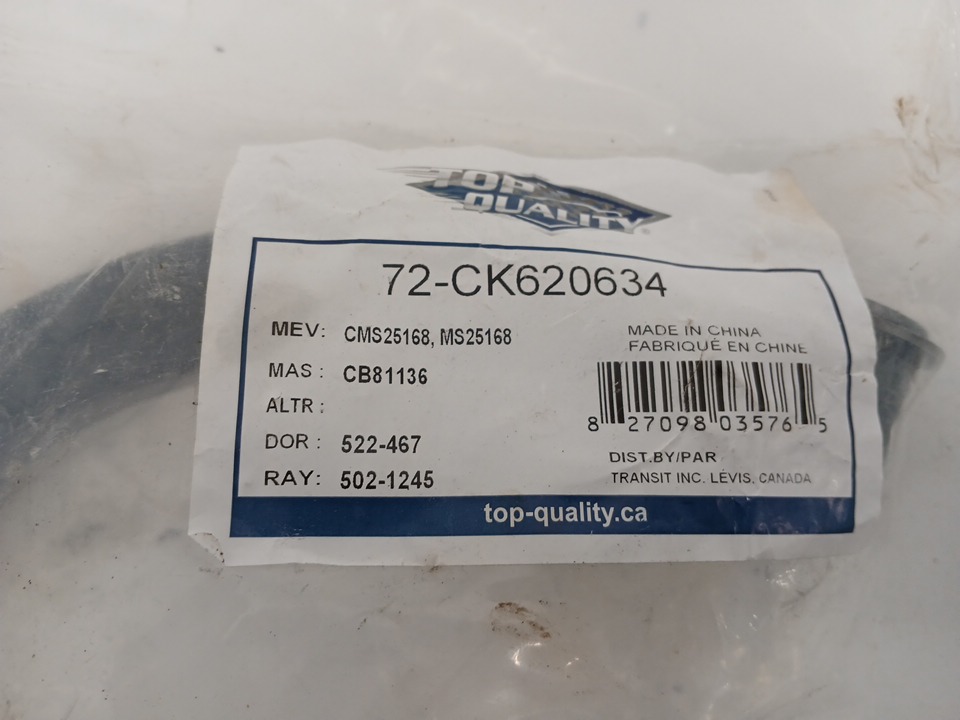 TOP
QUALITY®
72-CK620634
MEV: CMS25168, MS25168
MAS : CB81136
ALTR :
DOR : 522-467
RAY: 502-1245
MADE IN CHINA
FABRIQUÉ EN CHINE
8 27098 03576 5
DIST.BY/PAR
TRANSIT INC. LÉVIS, CANADA
top-quality.ca